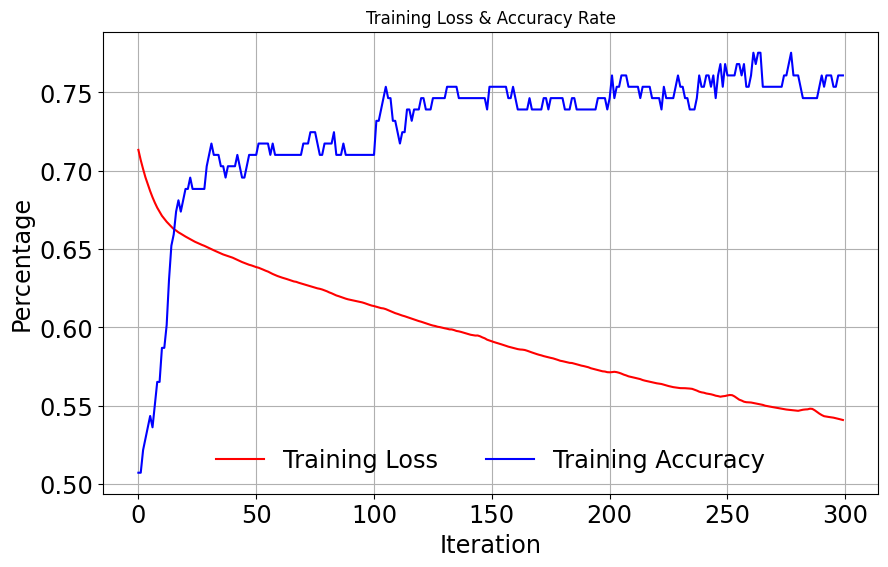 Training Loss & Accuracy Rate
Percentage
0.75
0.70
0.65
0.60
0.55
0.50
Training Loss
Training Accuracy
0 50 100 150 200 250 300
Iteration